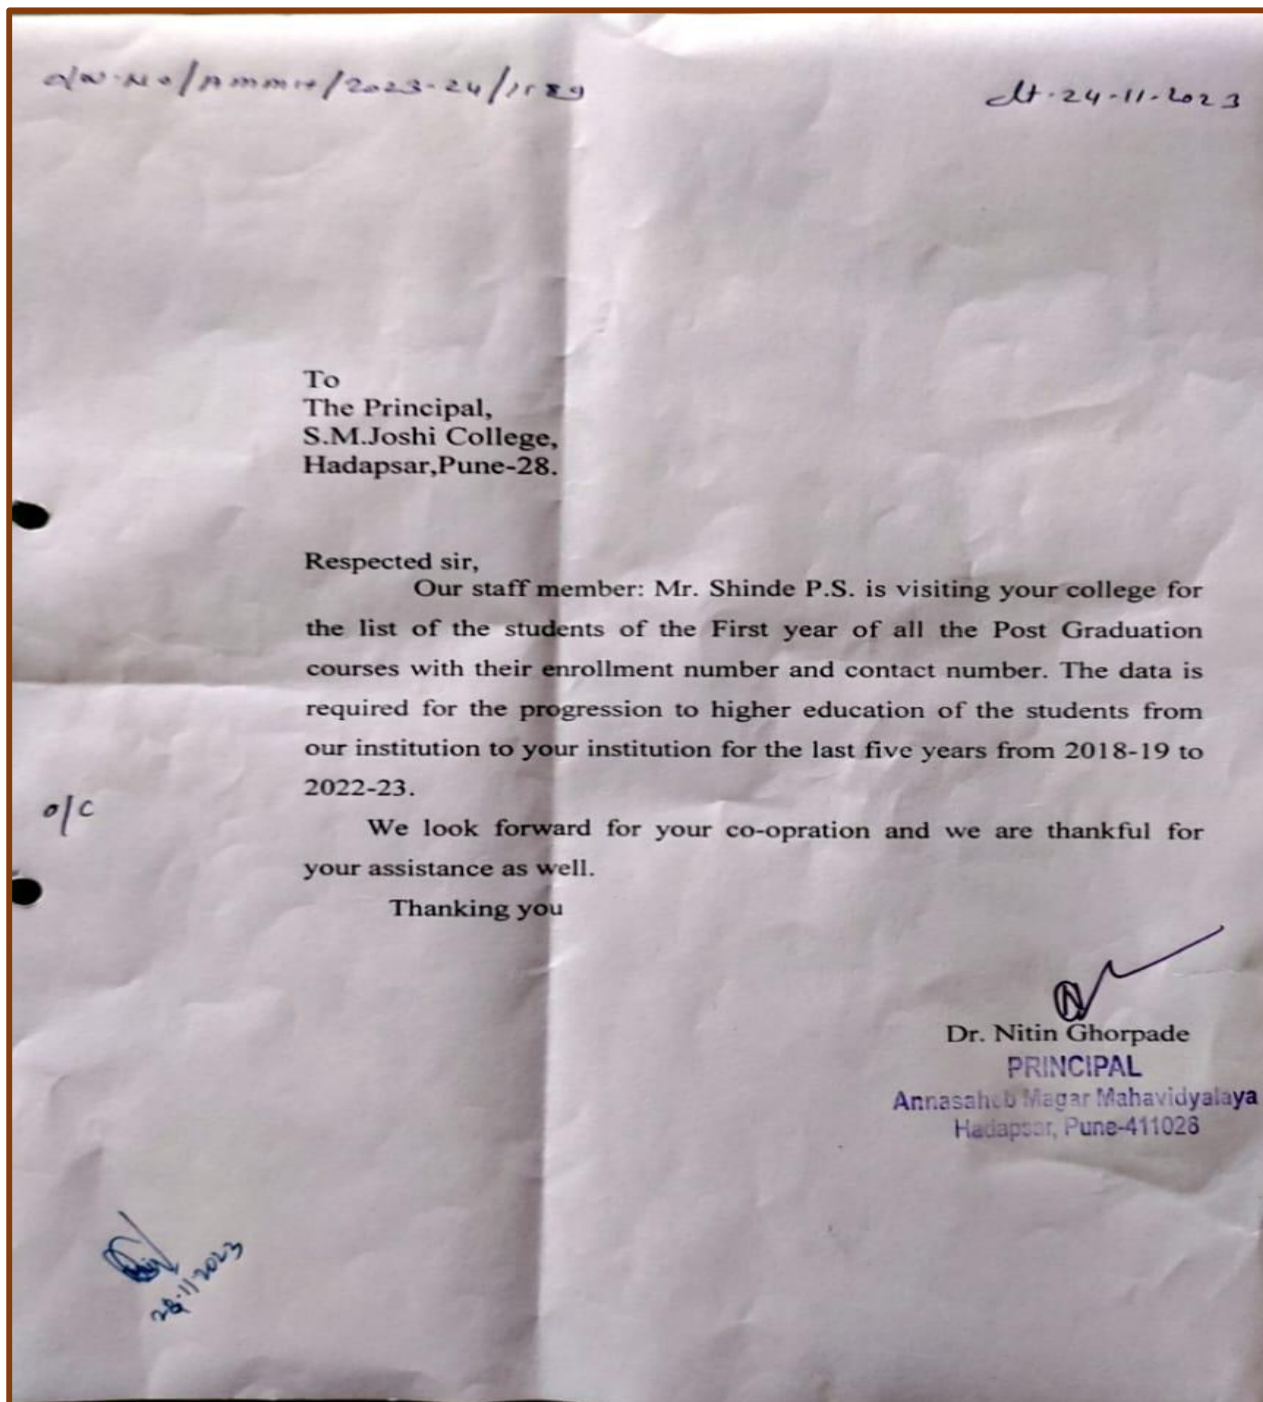 /2023-24/
dt. 24-11-2023
To
The Principal,
S.M.Joshi College,
Hadapsar,Pune-28.
Respected sir,
Our staff member: Mr. Shinde P.S. is visiting your college for
the list of the students of the First year of all the Post Graduation
courses with their enrollment number and contact number. The data is
required for the progression to higher education of the students from
our institution to your institution for the last five years from 2018-19 to
2022-23.
o/c
We look forward for your co-opration and we are thankful for
your assistance as well.
Thanking you
Dr. Nitin Ghorpade
PRINCIPAL
Annasaheb Magar Mahavidyalaya
Hadapsar, Pune-411028
28.11.2023